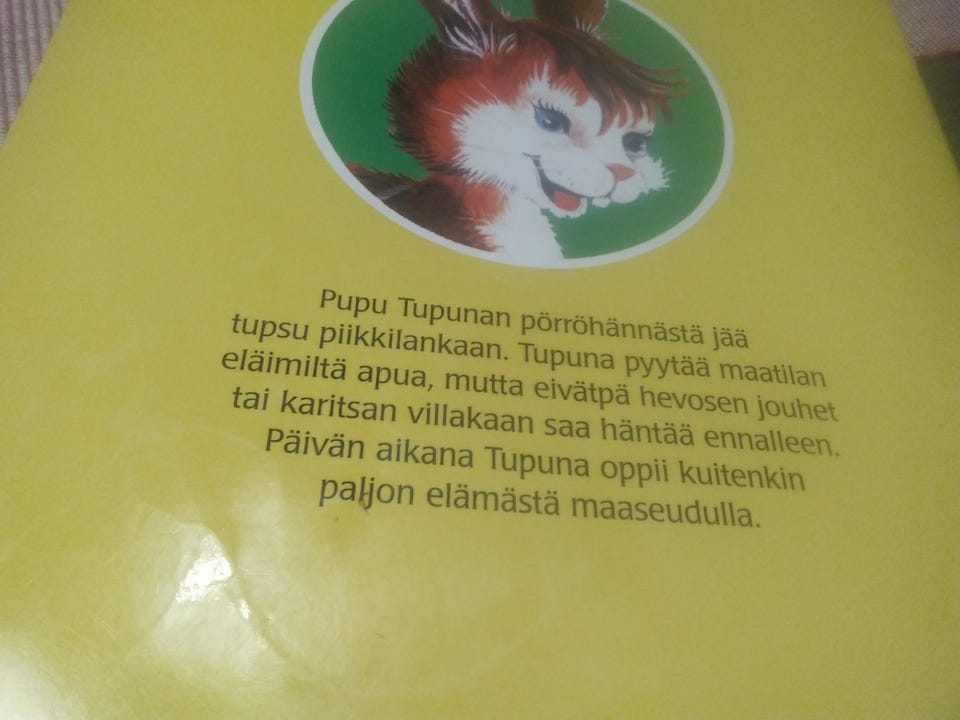 Pupu Tupunan pörröhännästä jää
tupsu piikkilankaan. Tupuna pyytää maatilan
eläimiltä apua, mutta eivätpä hevosen jouhet
tai karitsan villakaan saa häntää ennalleen.
Päivän aikana Tupuna oppii kuitenkin
paljon elämästä maaseudulla.